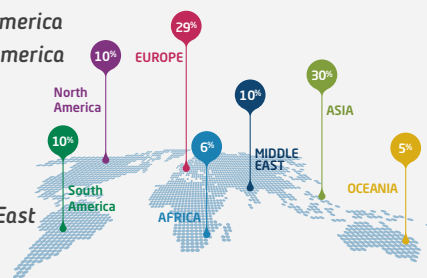 merica
merica
East
10%
North
America
29%
EUROPE
10%
South
America
6%
AFRICA
10%
MIDDLE
EAST
30%
ASIA
5%
OCEANIA